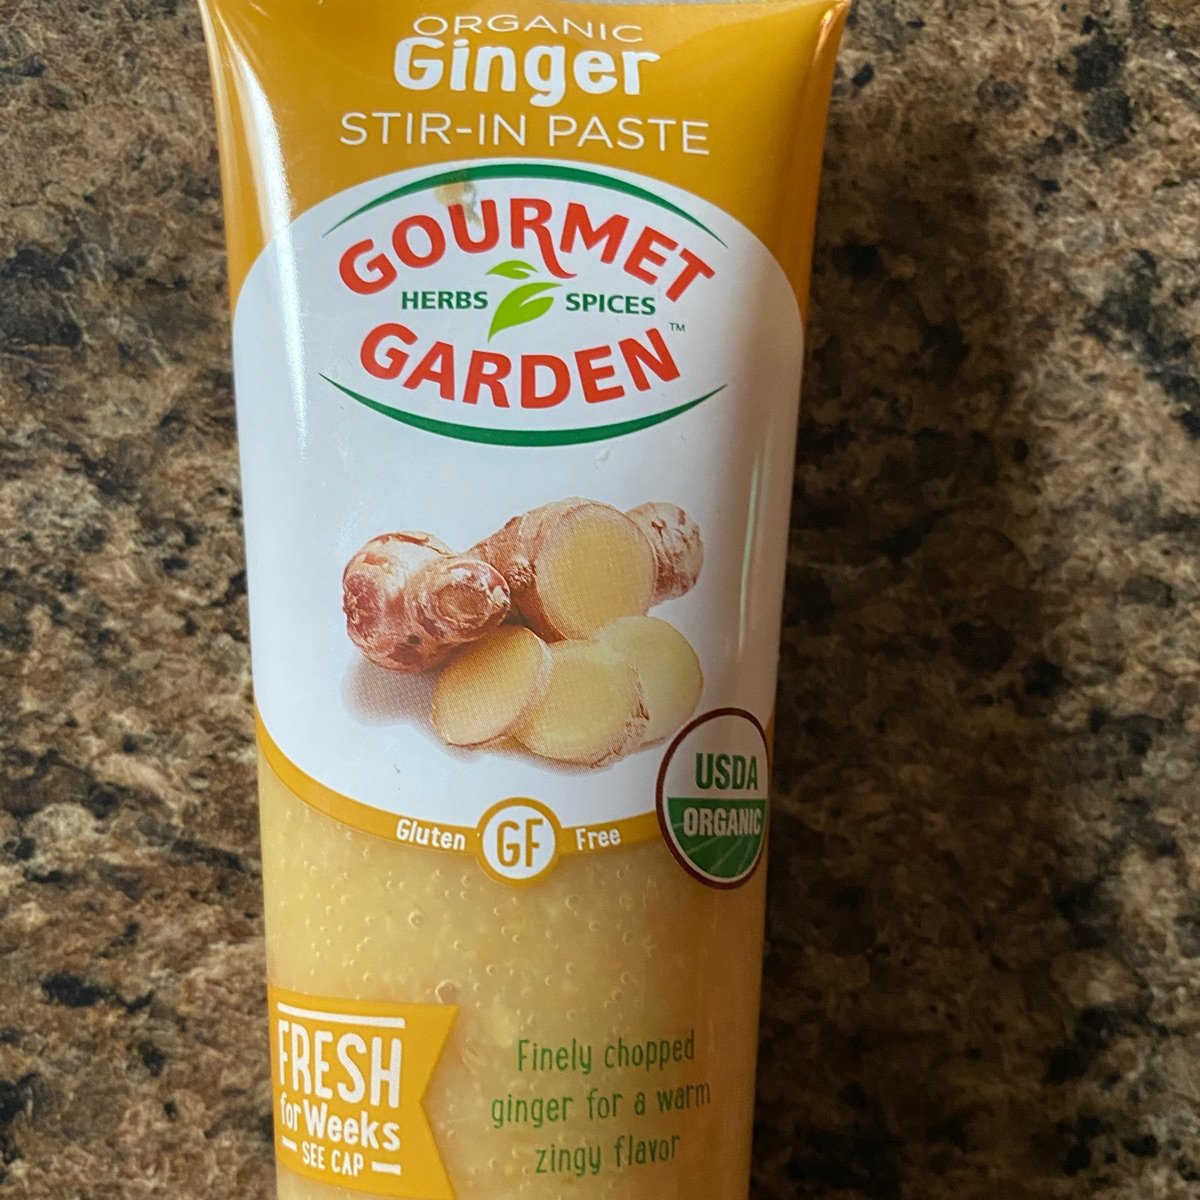 ORGANIC
Ginger
STIR-IN PASTE
GOURMET
HERBS SPICES
GARDEN™
USDA
ORGANIC
Gluten GF Free
FRESH
for Weeks
SEE CAP
Finely chopped
ginger for a warm
zingy flavor